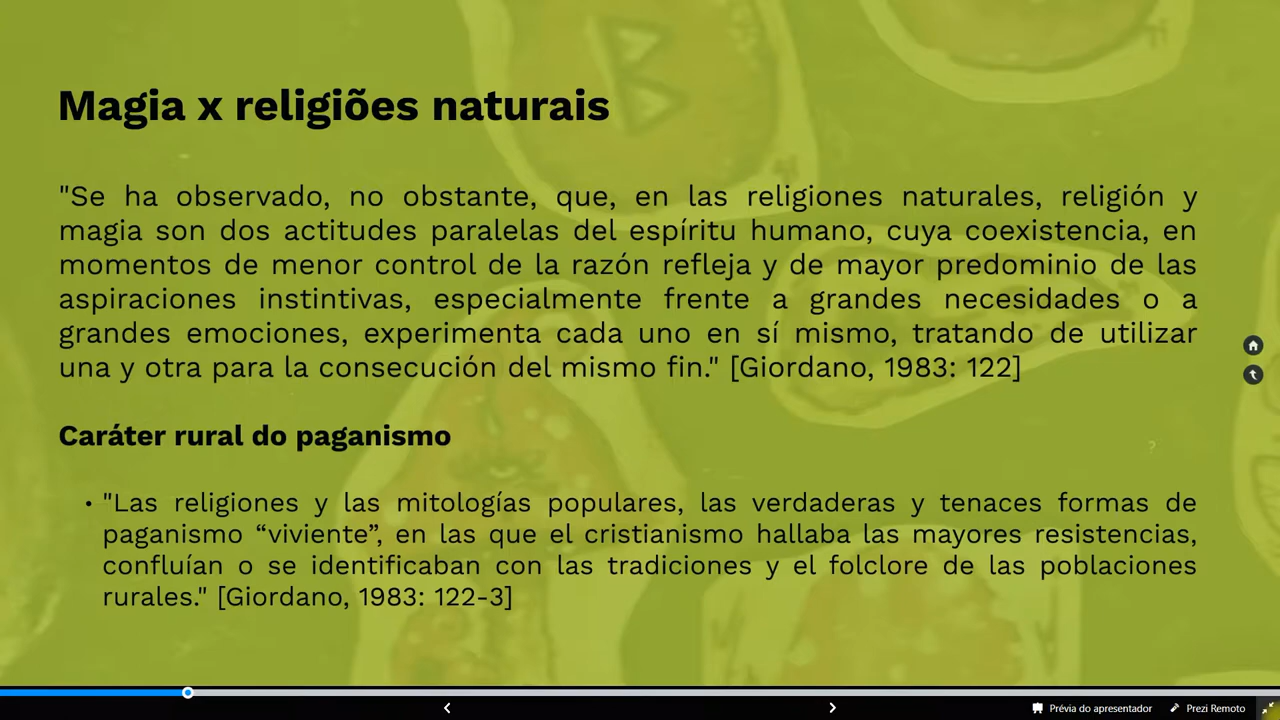 Magia x religiões naturais
"Se ha observado, no obstante, que, en las religiones naturales, religión y
magia son dos actitudes paralelas del espíritu humano, cuya coexistencia, en
momentos de menor control de la razón refleja y de mayor predominio de las
aspiraciones instintivas, especialmente frente a grandes necesidades o a
grandes emociones, experimenta cada uno en sí mismo, tratando de utilizar
una y otra para la consecución del mismo fin." [Giordano, 1983: 122]
Caráter rural do paganismo
• "Las religiones y las mitologías populares, las verdaderas y tenaces formas de
paganismo “viviente”, en las que el cristianismo hallaba las mayores resistencias,
confluían o se identificaban con las tradiciones y el folclore de las poblaciones
rurales." [Giordano, 1983: 122-3]
Prévia do apresentador Prezi Remoto